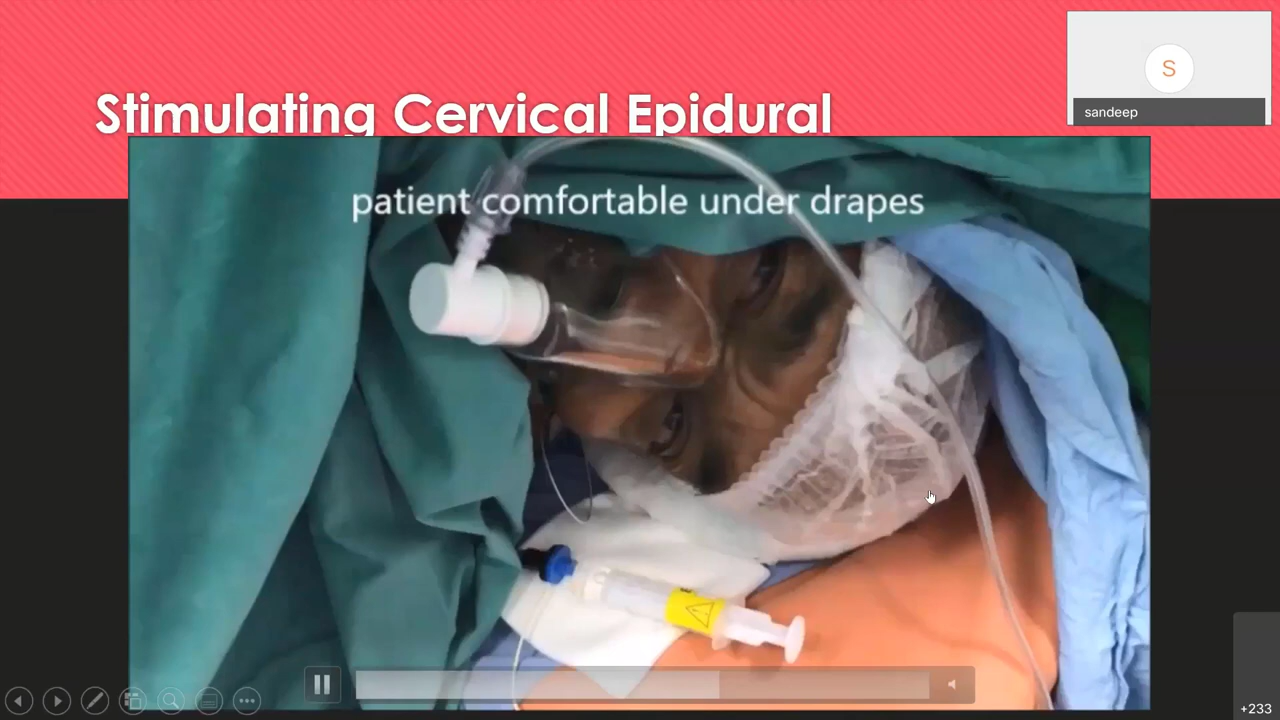 Stimulating Cervical Epidural
S
sandeep
patient comfortable under drapes
+233